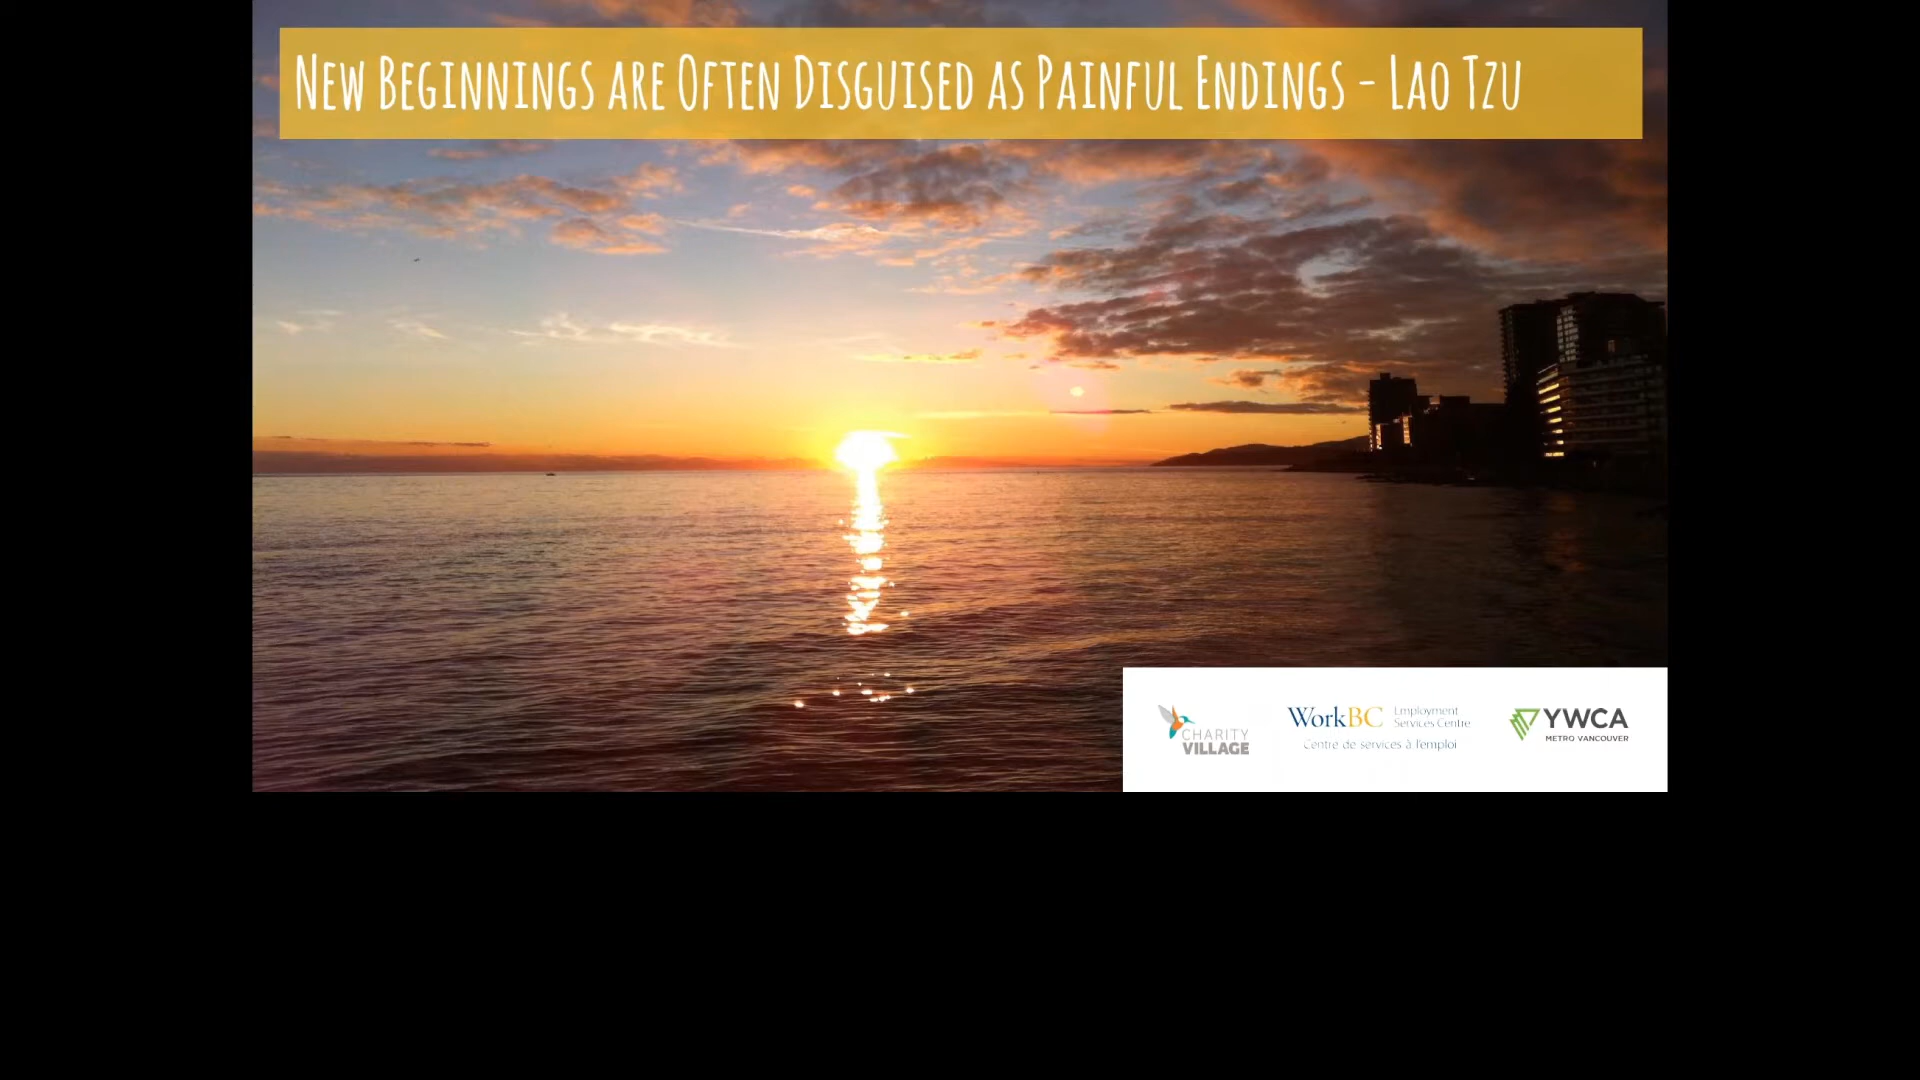 New Beginnings are Often Disguised as Painful Endings - Lao Tzu
CHARITY
VILLAGE
WorkBC Employment
Services Centre
Centre de services à l'emploi
YWCA
METRO VANCOUVER